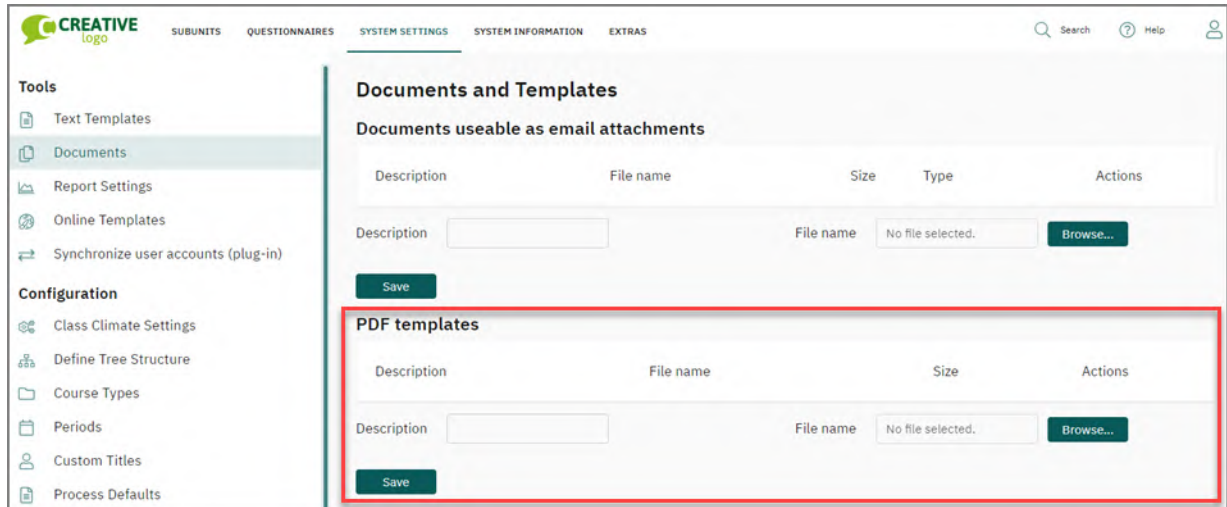 CREATIVE
logo
SUBUNITS QUESTIONNAIRES SYSTEM SETTINGS SYSTEM INFORMATION EXTRAS Search ? Help
Tools
Text Templates
Documents
Report Settings
Online Templates
Synchronize user accounts (plug-in)
Configuration
Class Climate Settings
Define Tree Structure
Course Types
Periods
Custom Titles
Process Defaults
Documents and Templates
Documents useable as email attachments
Description File name Size Type Actions
Description File name No file selected. Browse...
Save
PDF templates
Description File name Size Actions
Description File name No file selected. Browse...
Save